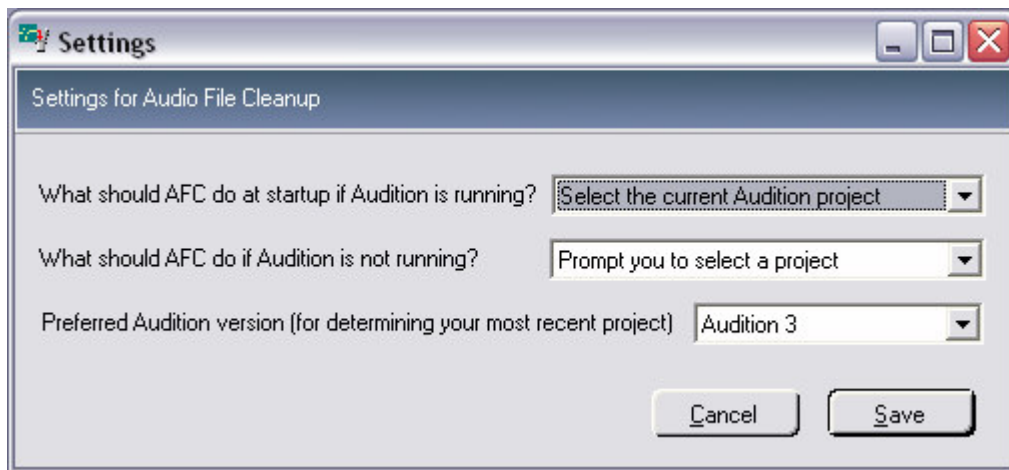 Settings
Settings for Audio File Cleanup
What should AFC do at startup if Audition is running? Select the current Audition project
What should AFC do if Audition is not running? Prompt you to select a project
Preferred Audition version (for determining your most recent project) Audition 3
Cancel Save